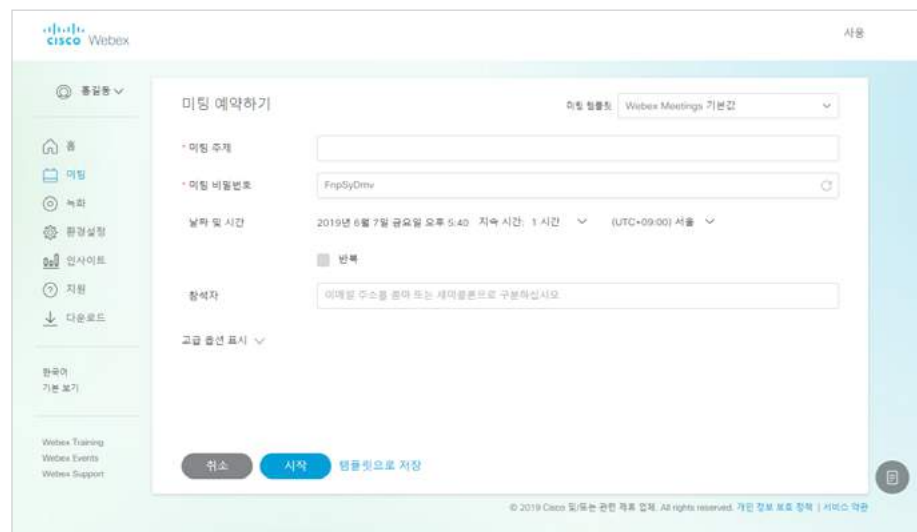 cisco Webex
사용
홍길동
미팅 예약하기
미팅 템플릿 Webex Meetings 기본값
홈
미팅
녹화
환경설정
인사이트
지원
다운로드
한국어
기본 보기
Webex Training
Webex Events
Webex Support
* 미팅 주제
* 미팅 비밀번호 FnpSyDmv
날짜 및 시간 2019년 6월 7일 금요일 오후 5:40 지속 시간: 1 시간 (UTC+09:00) 서울
반복
참석자 이메일 주소를 콤마 또는 세미콜론으로 구분하십시오
고급 옵션 표시
취소 시작 템플릿으로 저장
© 2019 Cisco 및/또는 관련 제휴 업체. All rights reserved. 개인 정보 보호 정책 | 서비스 약관